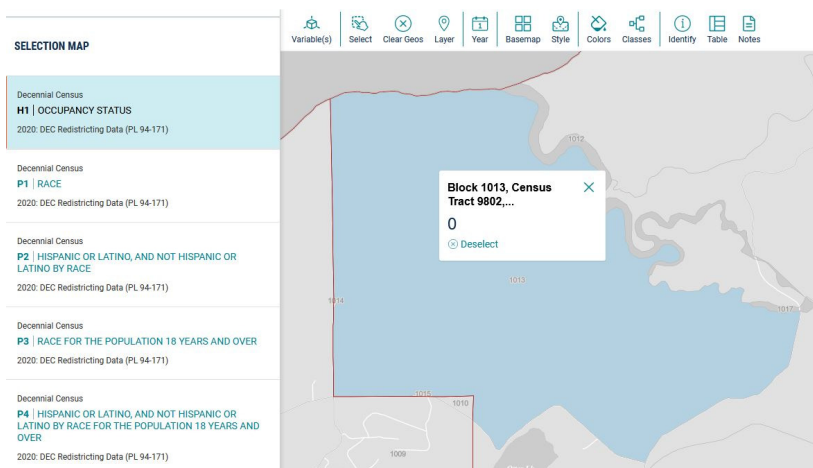 Variable(s) Select Clear Geos Layer Year Basemap Style Colors Classes Identify Table Notes
SELECTION MAP
Decennial Census
H1 | OCCUPANCY STATUS
2020: DEC Redistricting Data (PL 94-171)
Decennial Census
P1 | RACE
2020: DEC Redistricting Data (PL 94-171)
Decennial Census
P2 | HISPANIC OR LATINO, AND NOT HISPANIC OR
LATINO BY RACE
2020: DEC Redistricting Data (PL 94-171)
Decennial Census
P3 | RACE FOR THE POPULATION 18 YEARS AND OVER
2020: DEC Redistricting Data (PL 94-171)
Decennial Census
P4 | HISPANIC OR LATINO, AND NOT HISPANIC OR
LATINO BY RACE FOR THE POPULATION 18 YEARS AND
OVER
2020: DEC Redistricting Data (PL 94-171)
1012
Block 1013, Census
Tract 9802,...
0
Deselect
1013
1014
1017
1015
1010
1009